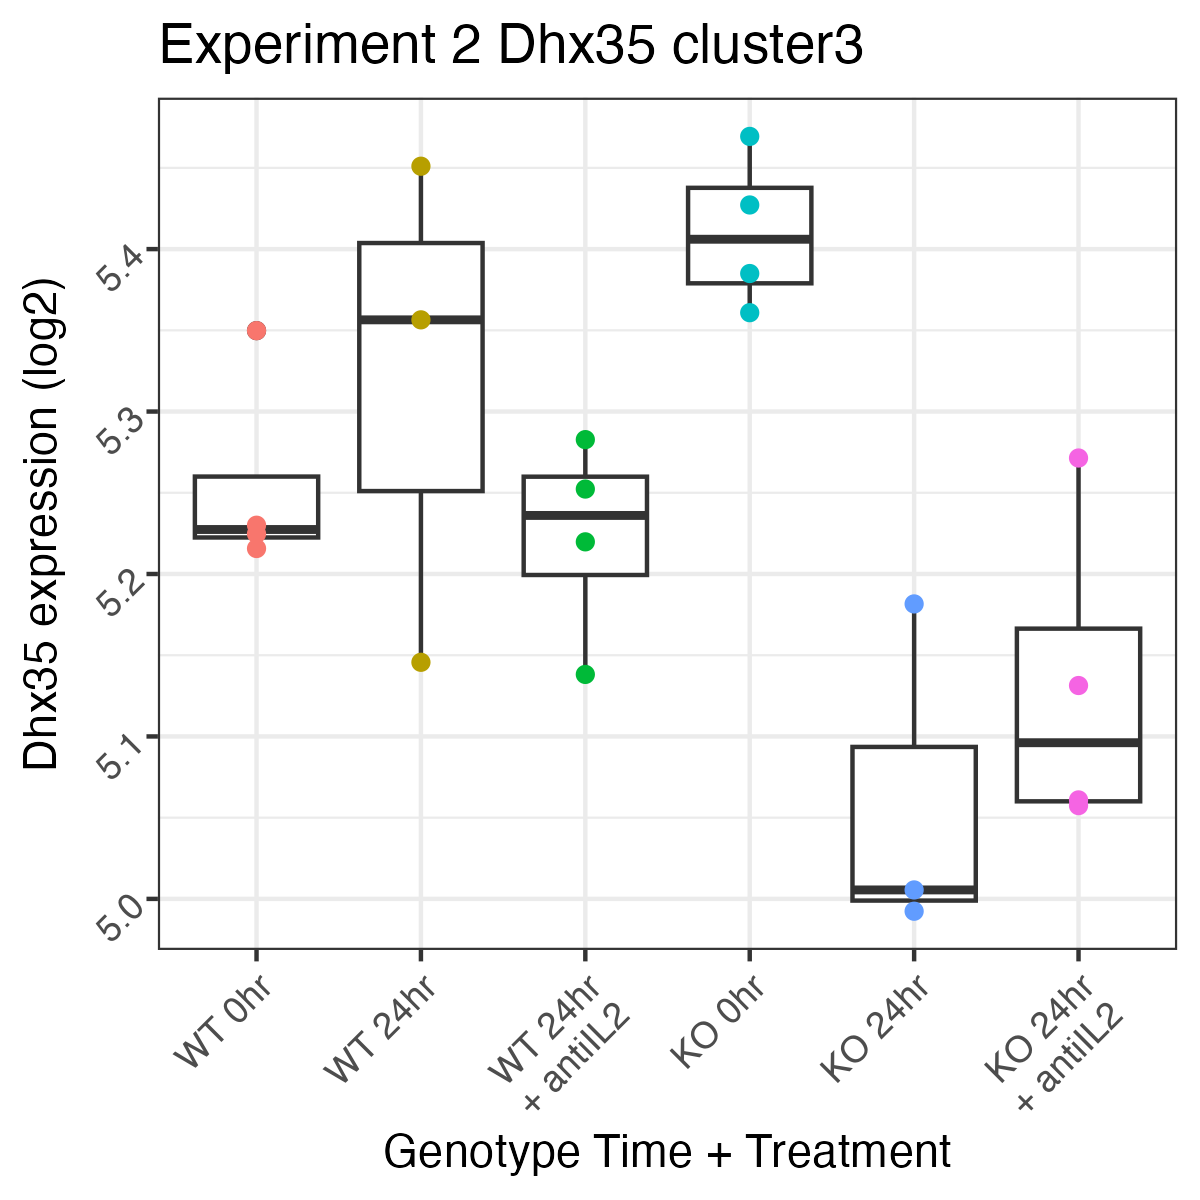 Experiment 2 Dhx35 cluster3
Dhx35 expression (log2)
5.4
5.3
5.2
5.1
5.0
WT 0hr
WT 24hr
WT 24hr
+ antiIL2
KO 0hr
KO 24hr
KO 24hr
+ antiIL2
Genotype Time + Treatment